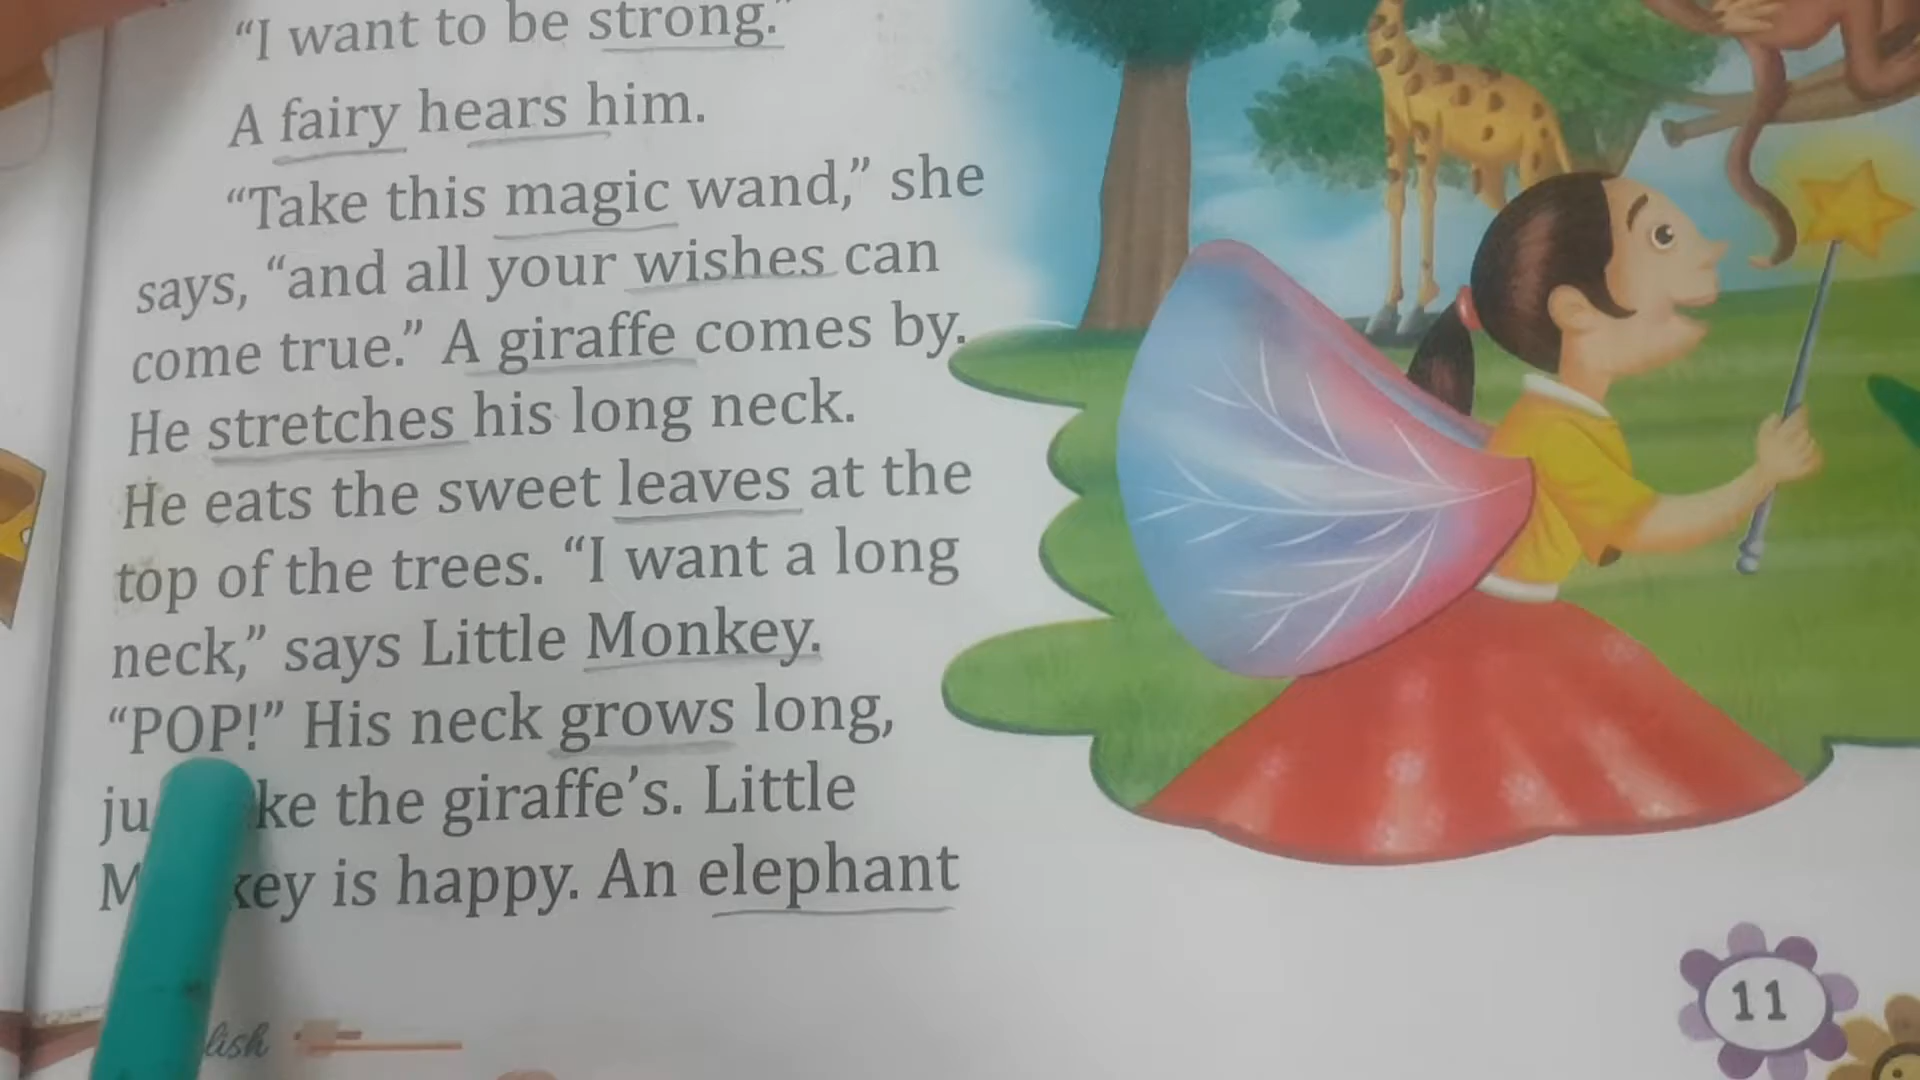 “I want to be strong.”
A fairy hears him.
“Take this magic wand,” she
says, “and all your wishes can
come true.” A giraffe comes by.
He stretches his long neck.
He eats the sweet leaves at the
top of the trees. “I want a long
neck,” says Little Monkey.
“POP!” His neck grows long,
the giraffe’s. Little
is happy. An elephant
11